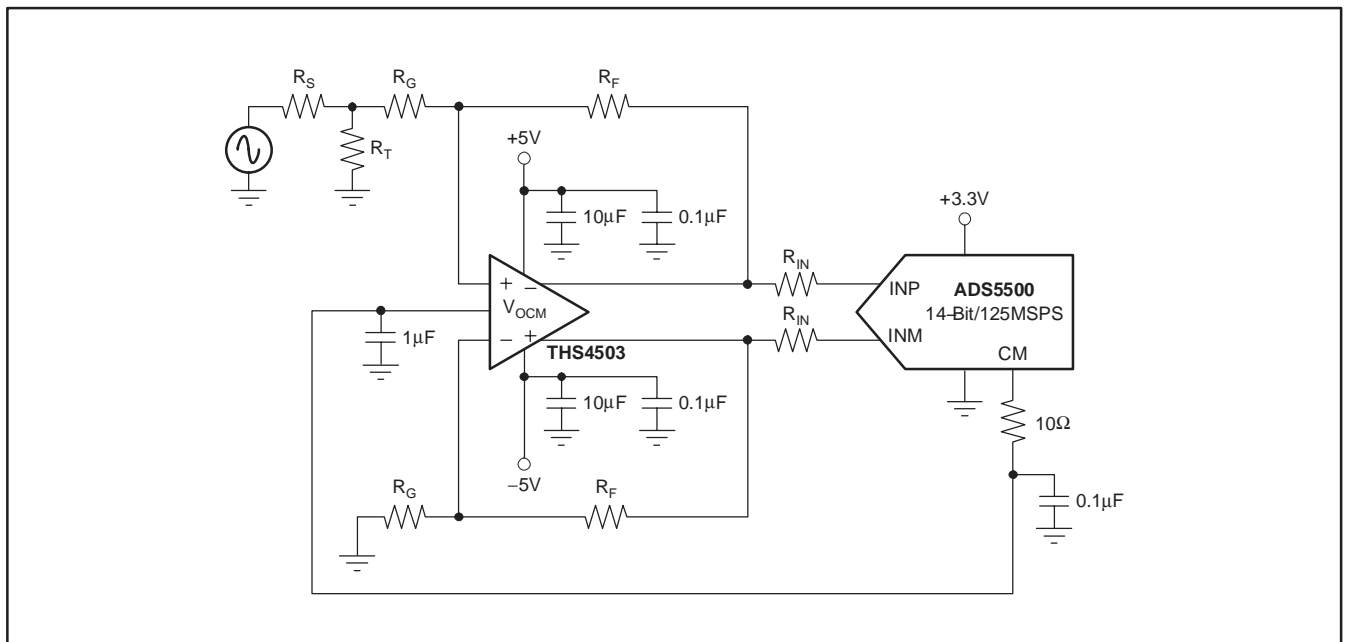 R_S
R_G
R_F
R_T
+5V
10µF
0.1µF
+3.3V
R_IN
INP
ADS5500
14–Bit/125MSPS
+
−
V_OCM
1µF
−
+
THS4503
R_IN
INM
CM
10µF
0.1µF
10Ω
−5V
R_G
R_F
0.1µF